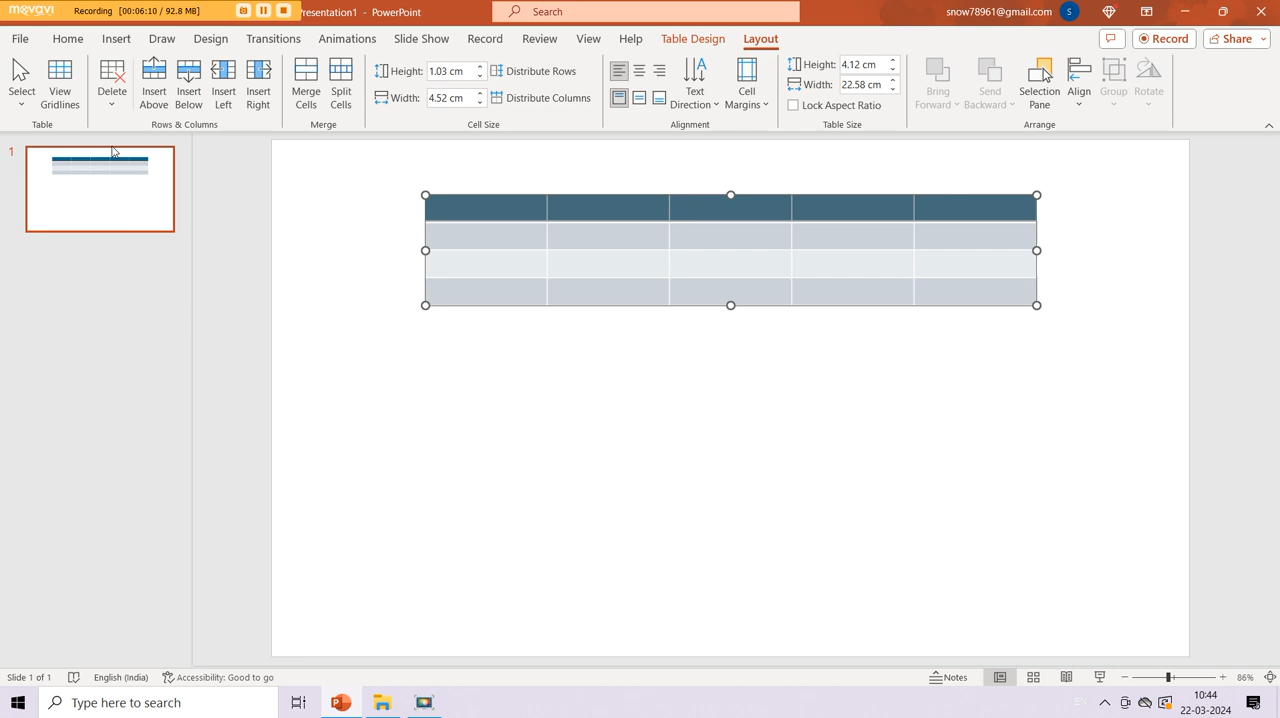 movavi Recording [00:06:10 / 92.8 MB] Presentation1 - PowerPoint Search snow78961@gmail.com S
File Home Insert Draw Design Transitions Animations Slide Show Record Review View Help Table Design Layout Record Share
Select View Gridlines Delete Insert Above Insert Below Insert Left Insert Right Merge Cells Split Cells Height: 1.03 cm Distribute Rows Width: 4.52 cm Distribute Columns Text Direction Cell Margins Height: 4.12 cm Width: 22.58 cm Lock Aspect Ratio Bring Forward Send Backward Selection Pane Align Group Rotate
Table Rows & Columns Merge Cell Size Alignment Table Size Arrange
1
Slide 1 of 1 English (India) Accessibility: Good to go Notes 86%
Type here to search EN 10:44
22-03-2024